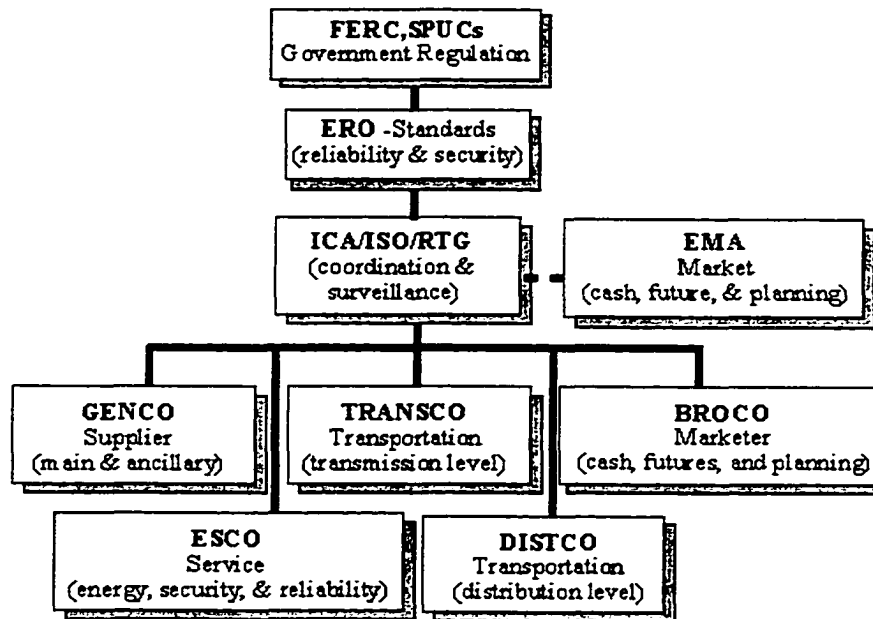 FERC,SPUCs
Government Regulation
ERO -Standards
(reliability & security)
ICA/ISO/RTG
(coordination &
surveillance)
EMA
Market
(cash, future, & planning)
GENCO
Supplier
(main & ancillary)
TRANSCO
Transportation
(transmission level)
BROCO
Marketer
(cash, futures, and planning)
ESCO
Service
(energy, security, & reliability)
DISTCO
Transportation
(distribution level)